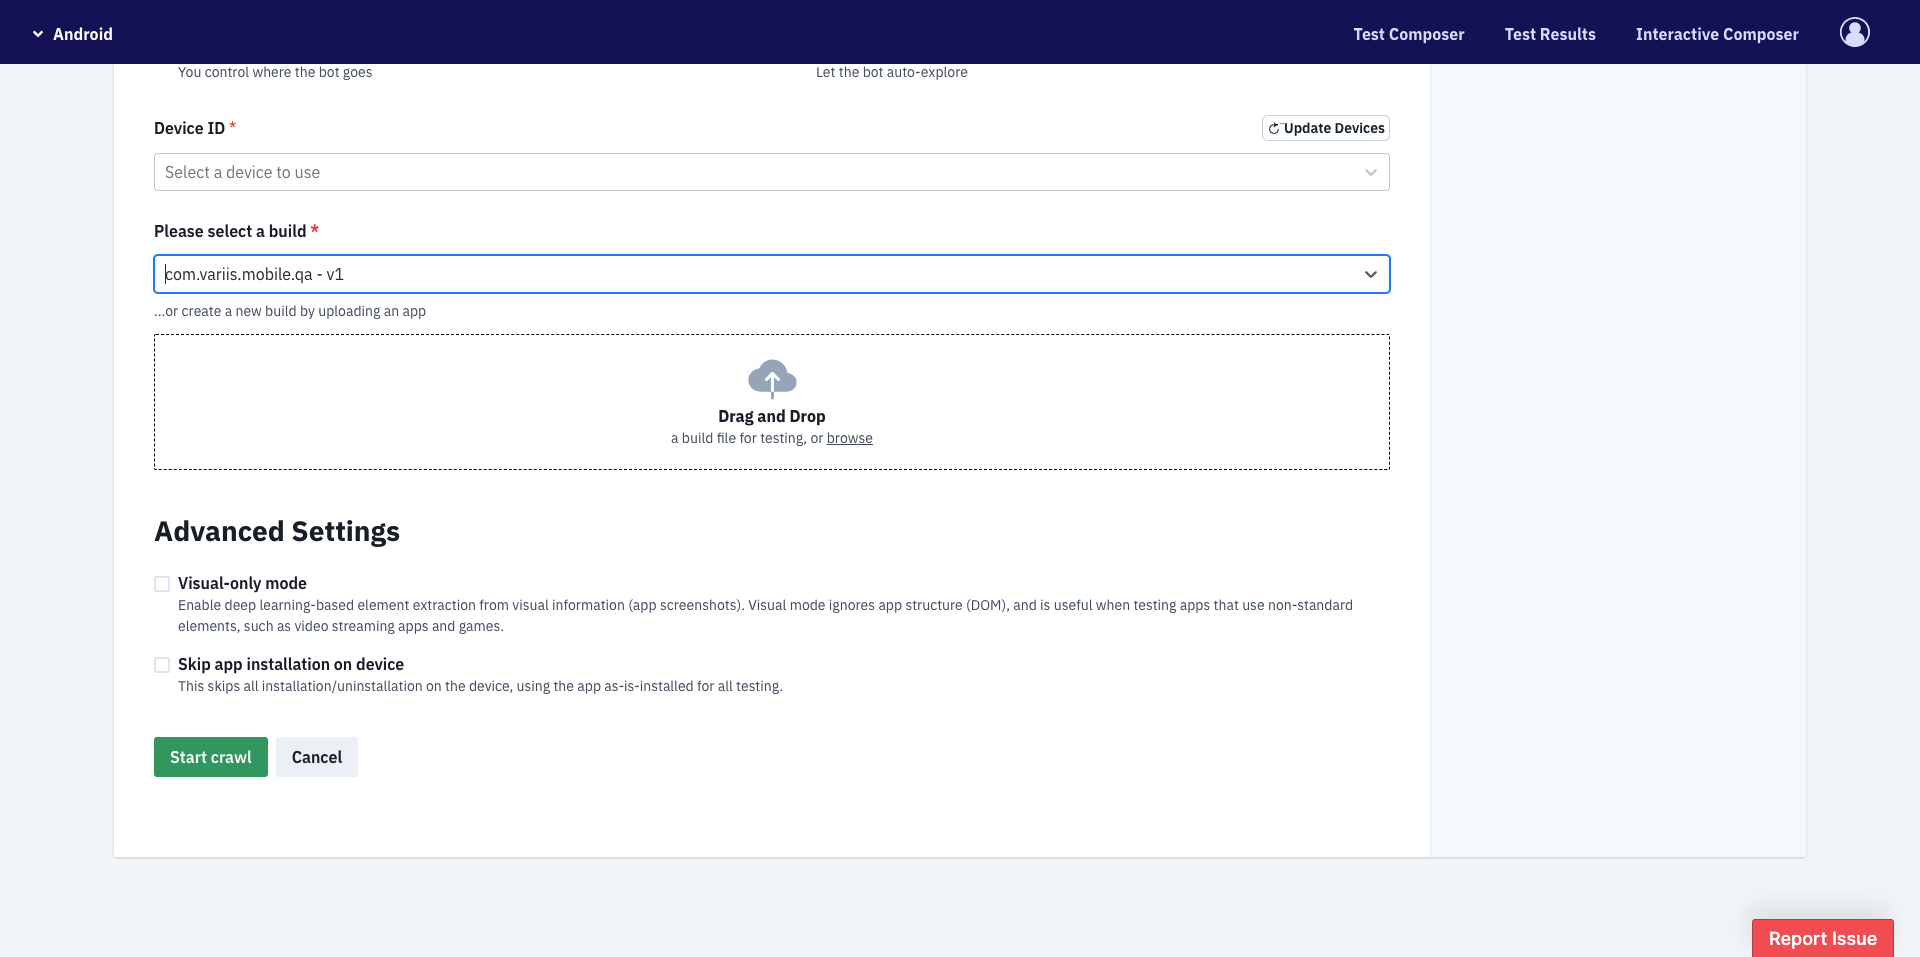 Android
Test Composer
Test Results
Interactive Composer
You control where the bot goes
Let the bot auto-explore
Device ID *
Update Devices
Select a device to use
Please select a build *
com.variis.mobile.qa - v1
...or create a new build by uploading an app
Drag and Drop
a build file for testing, or browse
Advanced Settings
Visual-only mode
Enable deep learning-based element extraction from visual information (app screenshots). Visual mode ignores app structure (DOM), and is useful when testing apps that use non-standard
elements, such as video streaming apps and games.
Skip app installation on device
This skips all installation/uninstallation on the device, using the app as-is-installed for all testing.
Start crawl
Cancel
Report Issue